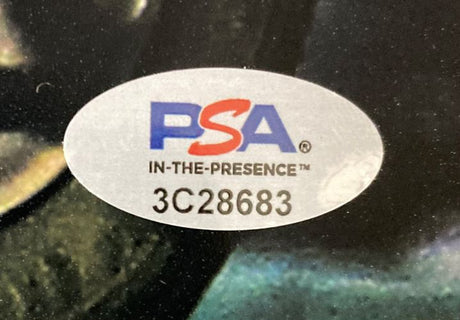 PSA®
IN-THE-PRESENCE™
3C28683